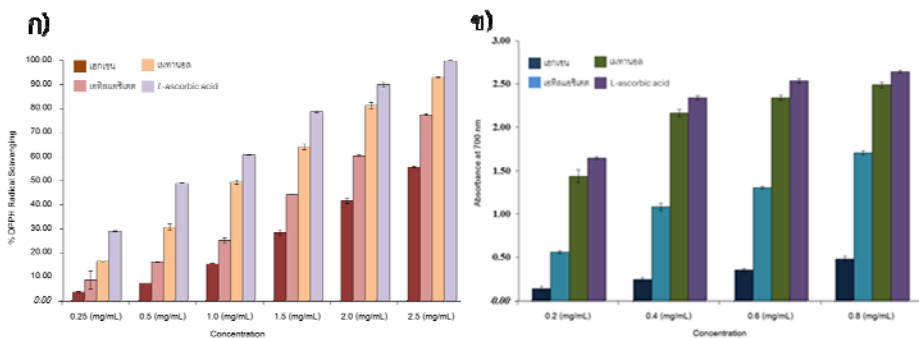 ก)
เฮกเซน เมทานอล
เอทิลแอซิเตต L-ascorbic acid
% DPPH Radical Scavenging
100.00
90.00
80.00
70.00
60.00
50.00
40.00
30.00
20.00
10.00
0.00
0.25 (mg/mL) 0.5 (mg/mL) 1.0 (mg/mL) 1.5 (mg/mL) 2.0 (mg/mL) 2.5 (mg/mL)
Concentration
ข)
เฮกเซน เมทานอล
เอทิลแอซิเตต L-ascorbic acid
Absorbance at 700 nm
3.00
2.50
2.00
1.50
1.00
0.50
0.00
0.2 (mg/mL) 0.4 (mg/mL) 0.6 (mg/mL) 0.8 (mg/mL)
Concentration